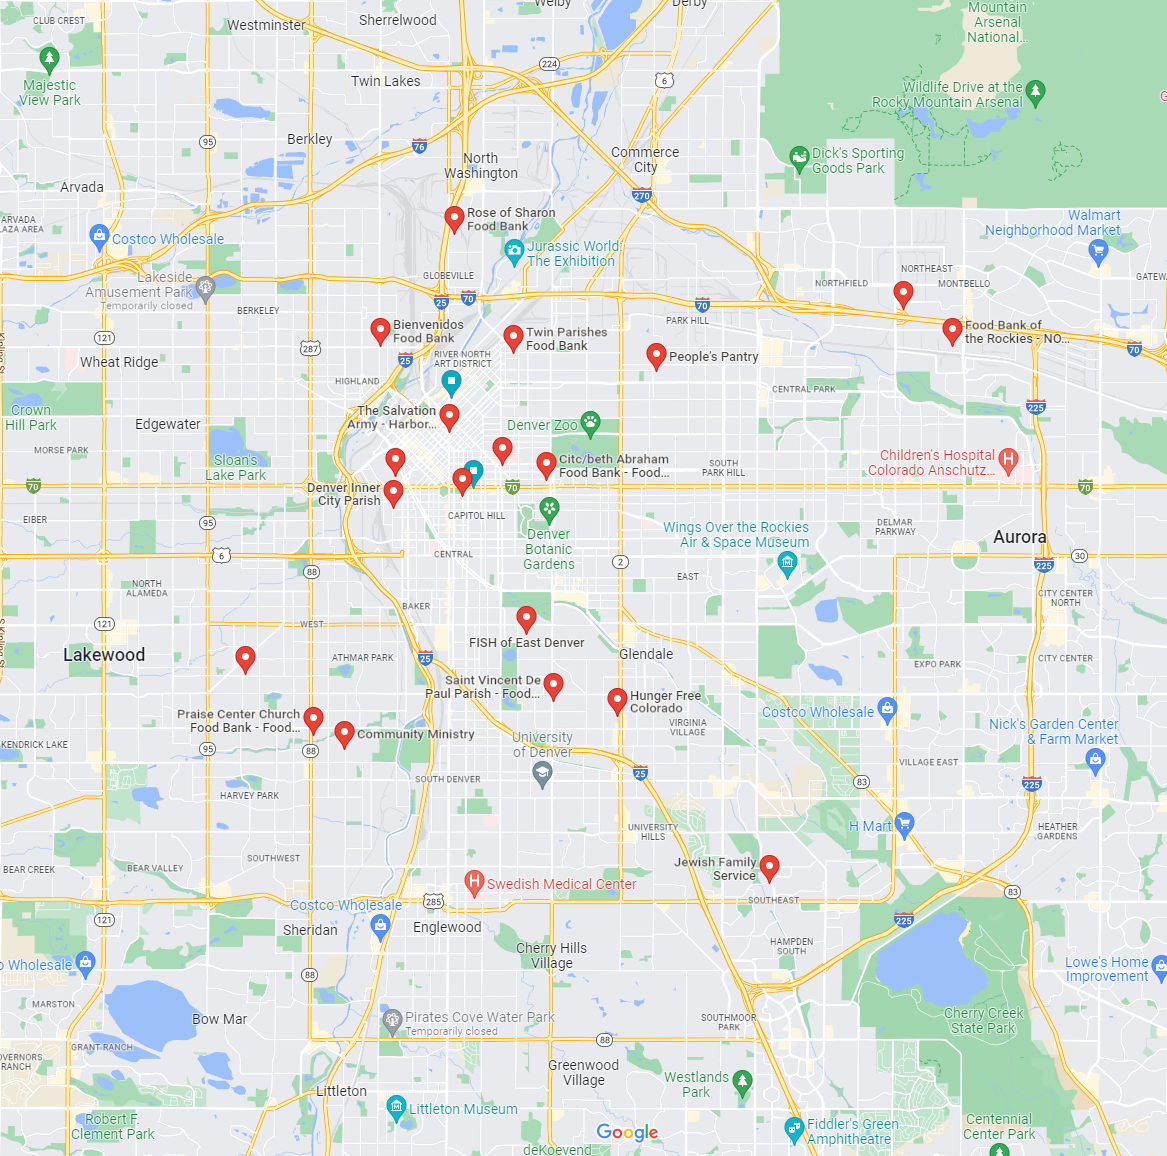 Welby
Derby
CLUB CREST
Westminster
Sherrelwood
Mountain
Arsenal
National...
224
6
Majestic
View Park
Twin Lakes
Wildlife Drive at the
Rocky Mountain Arsenal
G
95
Berkley
76
North
Washington
Commerce
City
Dick's Sporting
Goods Park
Arvada
270
ARVADA
LAZA AREA
Costco Wholesale
Rose of Sharon
Food Bank
Jurassic World:
The Exhibition
Walmart
Neighborhood Market
Lakeside
Amusement Park
Temporarily closed
GLOBEVILLE
25
70
70
NORTHEAST
NORTHFIELD
MONTBELLO
GATEW
BERKELEY
121
287
Bienvenidos
Food Bank
Twin Parishes
Food Bank
PARK HILL
Food Bank of
the Rockies - NO...
70
S Kipling St
Wheat Ridge
25
RIVER NORTH
ART DISTRICT
People's Pantry
HIGHLAND
CENTRAL PARK
Crown
Hill Park
Edgewater
The Salvation
Army - Harbor...
Denver Zoo
225
MORSE PARK
Sloan's
Lake Park
Citc/beth Abraham
Food Bank - Food...
SOUTH
PARK HILL
Children's Hospital
Colorado Anschutz...
70
Denver Inner
City Parish
70
70
EIBER
95
CAPITOL HILL
Denver
Botanic
Gardens
Wings Over the Rockies
Air & Space Museum
DELMAR
PARKWAY
Aurora
6
88
CENTRAL
2
EAST
225
30
NORTH
ALAMEDA
BAKER
CITY CENTER
NORTH
121
WEST
FISH of East Denver
Lakewood
ATHMAR PARK
25
Glendale
EXPO PARK
CITY CENTER
S Kipling St
Saint Vincent De
Paul Parish - Food...
Hunger Free
Colorado
Praise Center Church
Food Bank - Food...
Community Ministry
Costco Wholesale
VIRGINIA
VILLAGE
Nick's Garden Center
& Farm Market
KENDRICK LAKE
95
88
University
of Denver
VILLAGE EAST
SOUTH DENVER
25
83
225
HARVEY PARK
UNIVERSITY
HILLS
H Mart
HEATHER
GARDENS
BEAR CREEK
BEAR VALLEY
SOUTHWEST
Jewish Family
Service
Swedish Medical Center
SOUTHEAST
83
285
Costco Wholesale
121
225
Sheridan
Englewood
Cherry Hills
Village
HAMPDEN
SOUTH
o Wholesale
88
Lowe's Home
Improvement
MARSTON
Bow Mar
Pirates Cove Water Park
Temporarily closed
SOUTHMOOR
PARK
Cherry Creek
State Park
GRANT RANCH
OVERNORS
RANCH
88
Greenwood
Village
Littleton
Westlands
Park
Littleton Museum
Robert F.
Clement Park
Google
Fiddler's Green
Amphitheatre
Centennial
Center Park
deKoevend